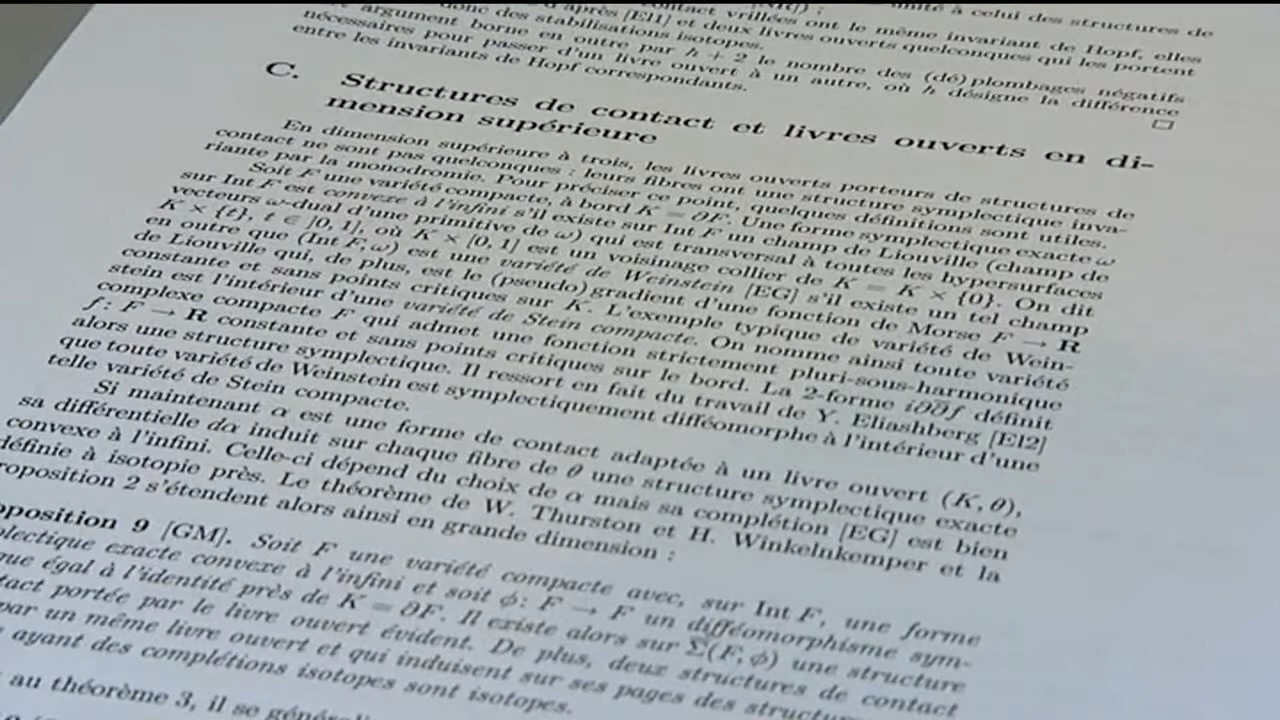 unité à celui des structures de
d'après [El1] et deux livres ouverts quelconques qui les portent
donc des stabilisations isotopes.
argument borne en outre par h + 2 le nombre des (dé)plombages négatifs
nécessaires pour passer d'un livre ouvert à un autre, où h désigne la différence
entre les invariants de Hopf correspondants.
C. Structures de contact et livres ouverts en di-
mension supérieure
En dimension supérieure à trois, les livres ouverts porteurs de structures de
contact ne sont pas quelconques : leurs fibres ont une structure symplectique inva-
riante par la monodromie. Pour préciser ce point, quelques définitions sont utiles.
Soit F une variété compacte, à bord K = ∂F. Une forme symplectique exacte ω
sur Int F est convexe à l'infini s'il existe sur Int F un champ de Liouville (champ de
vecteurs ω-dual d'une primitive de ω) qui est transversal à toutes les hypersurfaces
K × {t}, t ∈ ]0, 1], où K × [0, 1] est un voisinage collier de K = K × {0}. On dit
en outre que (Int F, ω) est une variété de Weinstein [EG] s'il existe un tel champ
de Liouville qui, de plus, est le (pseudo)gradient d'une fonction de Morse F → R
constante et sans points critiques sur K. L'exemple typique de variété de Wein-
stein est l'intérieur d'une variété de Stein compacte. On nomme ainsi toute variété
complexe compacte F qui admet une fonction strictement pluri-sous-harmonique
f : F → R constante et sans points critiques sur le bord. La 2-forme i∂∂̄f définit
alors une structure symplectique. Il ressort en fait du travail de Y. Eliashberg [El2]
que toute variété de Weinstein est symplectiquement difféomorphe à l'intérieur d'une
telle variété de Stein compacte.
Si maintenant α est une forme de contact adaptée à un livre ouvert (K, θ),
sa différentielle dα induit sur chaque fibre de θ une structure symplectique exacte
convexe à l'infini. Celle-ci dépend du choix de α mais sa complétion [EG] est bien
définie à isotopie près. Le théorème de W. Thurston et H. Winkelnkemper et la
proposition 2 s'étendent alors ainsi en grande dimension :
position 9 [GM]. Soit F une variété compacte avec, sur Int F, une forme
plectique exacte convexe à l'infini et soit ϕ : F → F un difféomorphisme sym-
que égal à l'identité près de K = ∂F. Il existe alors sur Σ(F, ϕ) une structure
tact portée par le livre ouvert évident. De plus, deux structures de contact
par un même livre ouvert et qui induisent sur ses pages des
ayant des complétions isotopes sont isotopes.
au théorème 3, il se